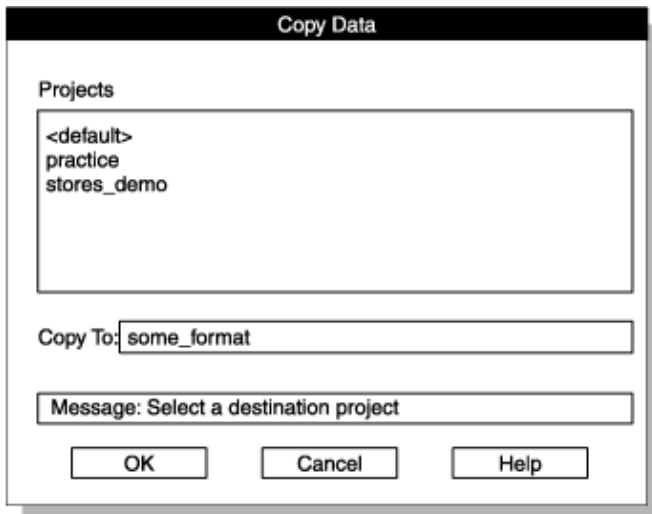 Copy Data
Projects
<default>
practice
stores_demo
Copy To: some_format
Message: Select a destination project
OK Cancel Help